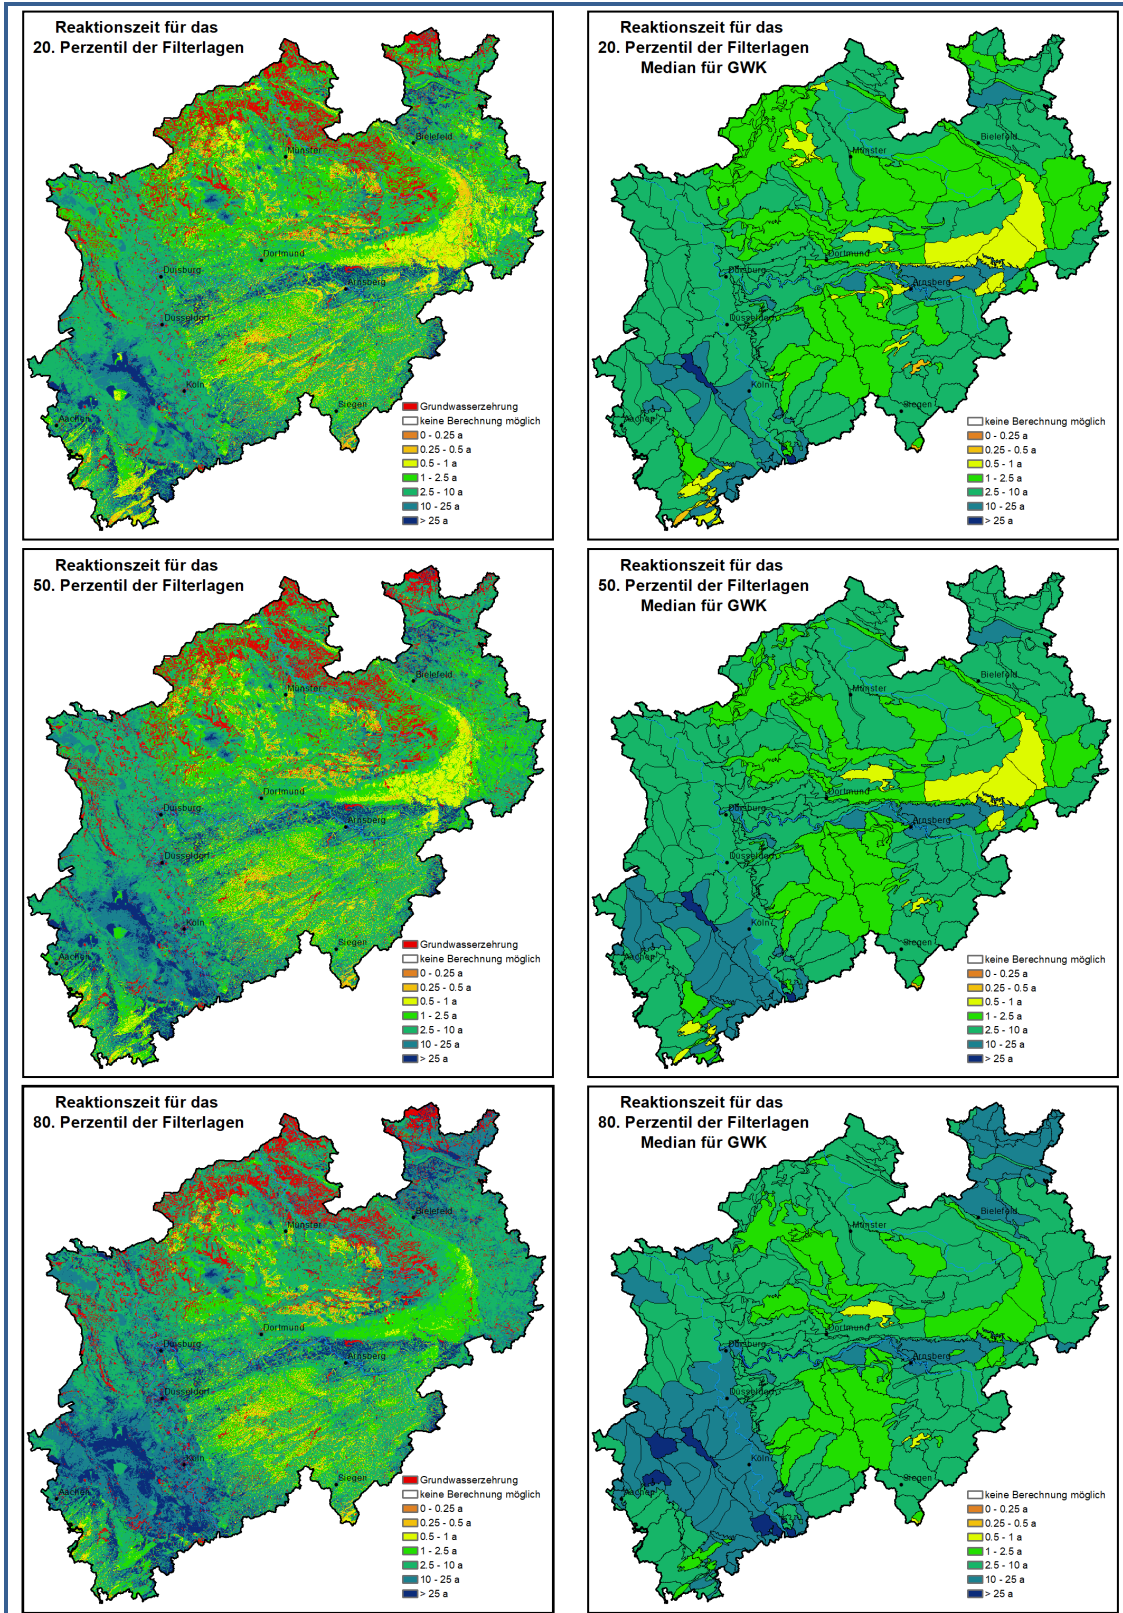 Reaktionszeit für das
20. Perzentil der Filterlagen
Bielefeld
Münster
Dortmund
Duisburg
Arnsberg
Düsseldorf
Köln
Aachen
Siegen
Grundwasserzehrung
keine Berechnung möglich
0 - 0.25 a
0.25 - 0.5 a
0.5 - 1 a
1 - 2.5 a
2.5 - 10 a
10 - 25 a
> 25 a
Reaktionszeit für das
20. Perzentil der Filterlagen
Median für GWK
Bielefeld
Münster
Dortmund
Duisburg
Arnsberg
Düsseldorf
Köln
Aachen
Siegen
keine Berechnung möglich
0 - 0.25 a
0.25 - 0.5 a
0.5 - 1 a
1 - 2.5 a
2.5 - 10 a
10 - 25 a
> 25 a
Reaktionszeit für das
50. Perzentil der Filterlagen
Bielefeld
Münster
Dortmund
Duisburg
Arnsberg
Düsseldorf
Köln
Aachen
Siegen
Grundwasserzehrung
keine Berechnung möglich
0 - 0.25 a
0.25 - 0.5 a
0.5 - 1 a
1 - 2.5 a
2.5 - 10 a
10 - 25 a
> 25 a
Reaktionszeit für das
50. Perzentil der Filterlagen
Median für GWK
Bielefeld
Münster
Dortmund
Duisburg
Arnsberg
Düsseldorf
Köln
Aachen
Siegen
keine Berechnung möglich
0 - 0.25 a
0.25 - 0.5 a
0.5 - 1 a
1 - 2.5 a
2.5 - 10 a
10 - 25 a
> 25 a
Reaktionszeit für das
80. Perzentil der Filterlagen
Bielefeld
Münster
Dortmund
Duisburg
Arnsberg
Düsseldorf
Köln
Aachen
Siegen
Grundwasserzehrung
keine Berechnung möglich
0 - 0.25 a
0.25 - 0.5 a
0.5 - 1 a
1 - 2.5 a
2.5 - 10 a
10 - 25 a
> 25 a
Reaktionszeit für das
80. Perzentil der Filterlagen
Median für GWK
Bielefeld
Münster
Dortmund
Duisburg
Arnsberg
Düsseldorf
Köln
Aachen
Siegen
keine Berechnung möglich
0 - 0.25 a
0.25 - 0.5 a
0.5 - 1 a
1 - 2.5 a
2.5 - 10 a
10 - 25 a
> 25 a